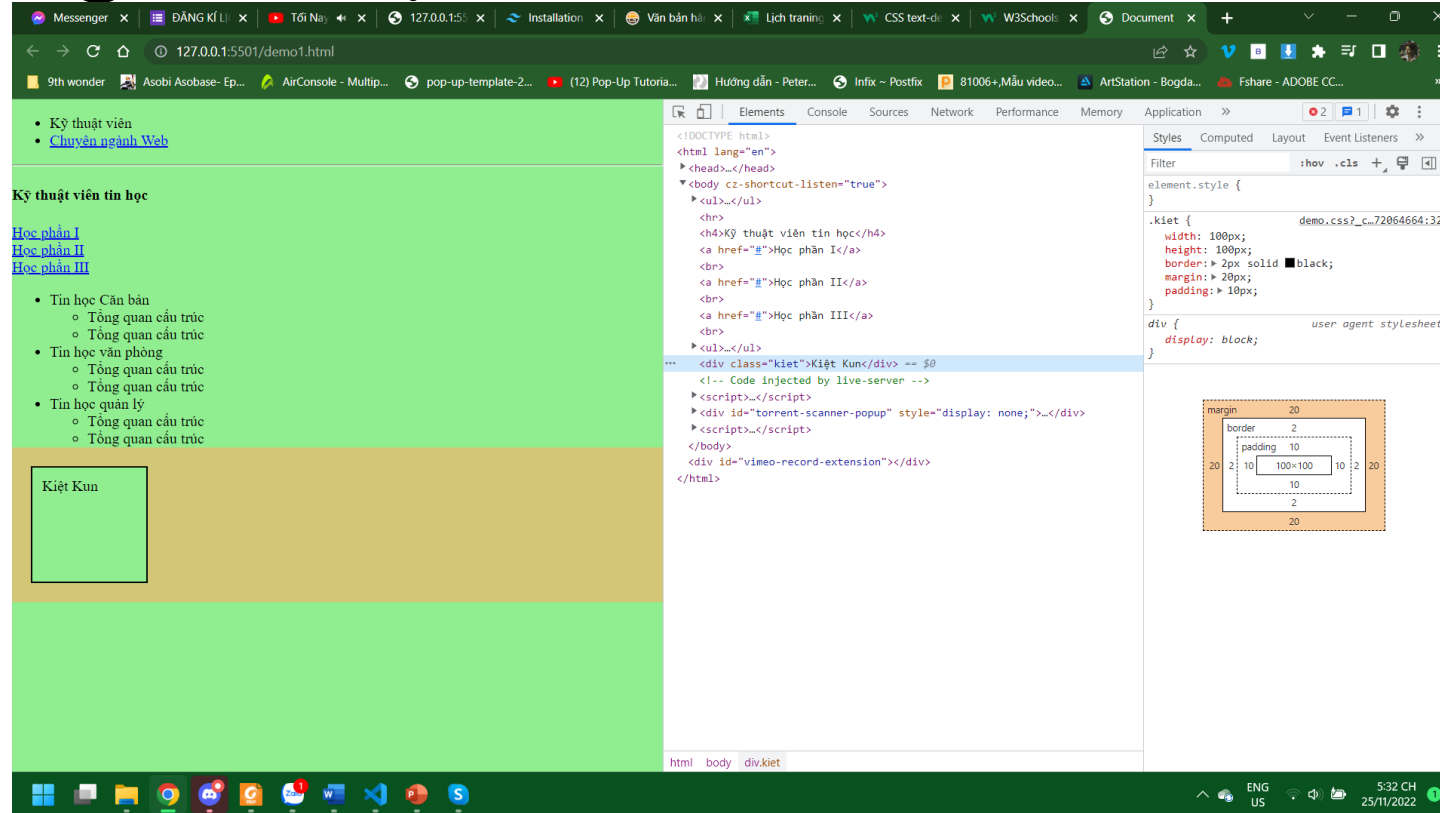 Messenger
ĐĂNG KÍ LỊ
Tối Nay
127.0.0.1:55
Installation
Văn bản hà
Lịch traning
CSS text-de
W3Schools
Document
127.0.0.1:5501/demo1.html
9th wonder
Asobi Asobase- Ep...
AirConsole - Multip...
pop-up-template-2...
(12) Pop-Up Tutoria...
Hướng dẫn - Peter...
Infix ~ Postfix
81006+,Mẫu video...
ArtStation - Bogda...
Fshare - ADOBE CC...
Kỹ thuật viên
Chuyên ngành Web
Kỹ thuật viên tin học
Học phần I
Học phần II
Học phần III
Tin học Căn bản
Tổng quan cấu trúc
Tổng quan cấu trúc
Tin học văn phòng
Tổng quan cấu trúc
Tổng quan cấu trúc
Tin học quản lý
Tổng quan cấu trúc
Tổng quan cấu trúc
Kiệt Kun
Elements Console Sources Network Performance Memory Application » 2 1
<!DOCTYPE html>
<html lang="en">
<head>…</head>
<body cz-shortcut-listen="true">
<ul>…</ul>
<hr>
<h4>Kỹ thuật viên tin học</h4>
<a href="#">Học phần I</a>
<br>
<a href="#">Học phần II</a>
<br>
<a href="#">Học phần III</a>
<br>
<ul>…</ul>
<div class="kiet">Kiệt Kun</div> == $0
<!-- Code injected by live-server -->
<script>…</script>
<div id="torrent-scanner-popup" style="display: none;">…</div>
<script>…</script>
</body>
<div id="vimeo-record-extension"></div>
</html>
html body div.kiet
Styles Computed Layout Event Listeners »
Filter :hov .cls +
element.style {
}
.kiet { demo.css?_c…72064664:32
width: 100px;
height: 100px;
border: 2px solid black;
margin: 20px;
padding: 10px;
}
div { user agent stylesheet
display: block;
}
margin 20
border 2
padding 10
20 2 10 100×100 10 2 20
10
2
20
ENG
US
5:32 CH
25/11/2022
1